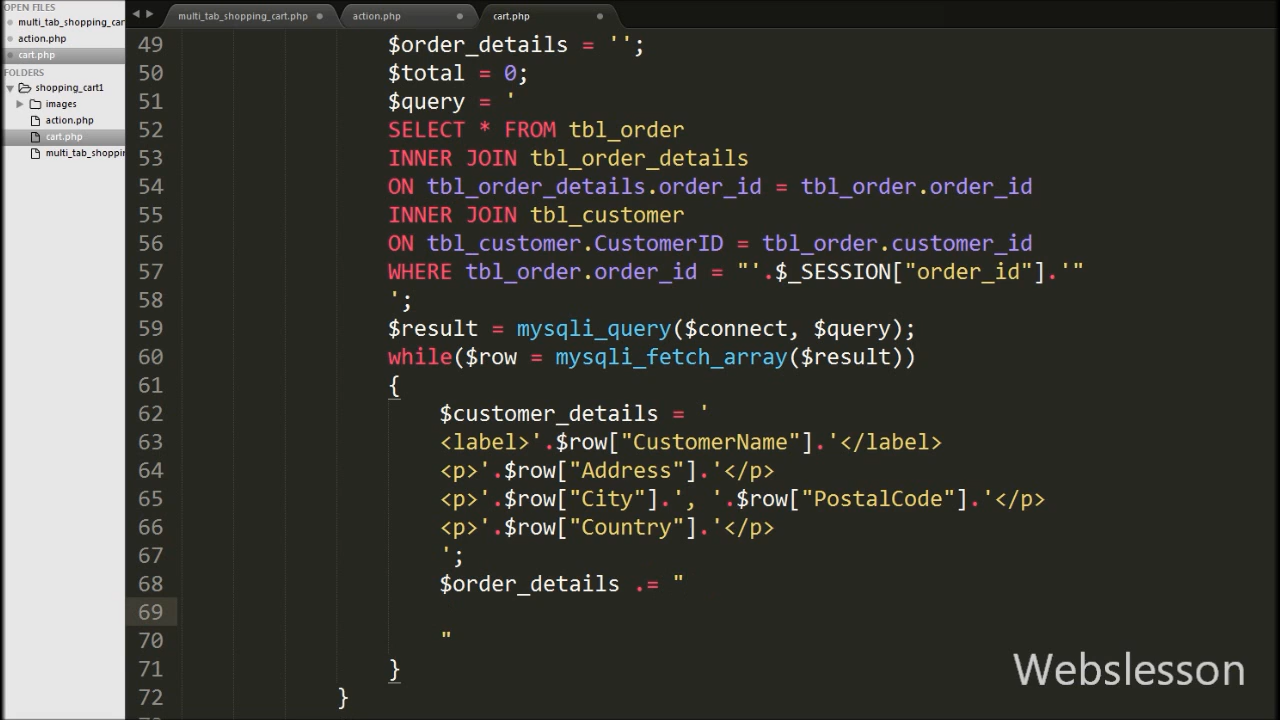 OPEN FILES
multi_tab_shopping_car
action.php
cart.php
FOLDERS
shopping_cart1
images
action.php
cart.php
multi_tab_shoppin
multi_tab_shopping_cart.php
action.php
cart.php
49 $order_details = '';
50 $total = 0;
51 $query = '
52 SELECT * FROM tbl_order
53 INNER JOIN tbl_order_details
54 ON tbl_order_details.order_id = tbl_order.order_id
55 INNER JOIN tbl_customer
56 ON tbl_customer.CustomerID = tbl_order.customer_id
57 WHERE tbl_order.order_id = "'.$_SESSION["order_id"].'"
58 ';
59 $result = mysqli_query($connect, $query);
60 while($row = mysqli_fetch_array($result))
61 {
62 $customer_details = '
63 <label>'.$row["CustomerName"].'</label>
64 <p>'.$row["Address"].'</p>
65 <p>'.$row["City"].', '.$row["PostalCode"].'</p>
66 <p>'.$row["Country"].'</p>
67 ';
68 $order_details .= "
69
70 "
71 }
72 }
Webslesson